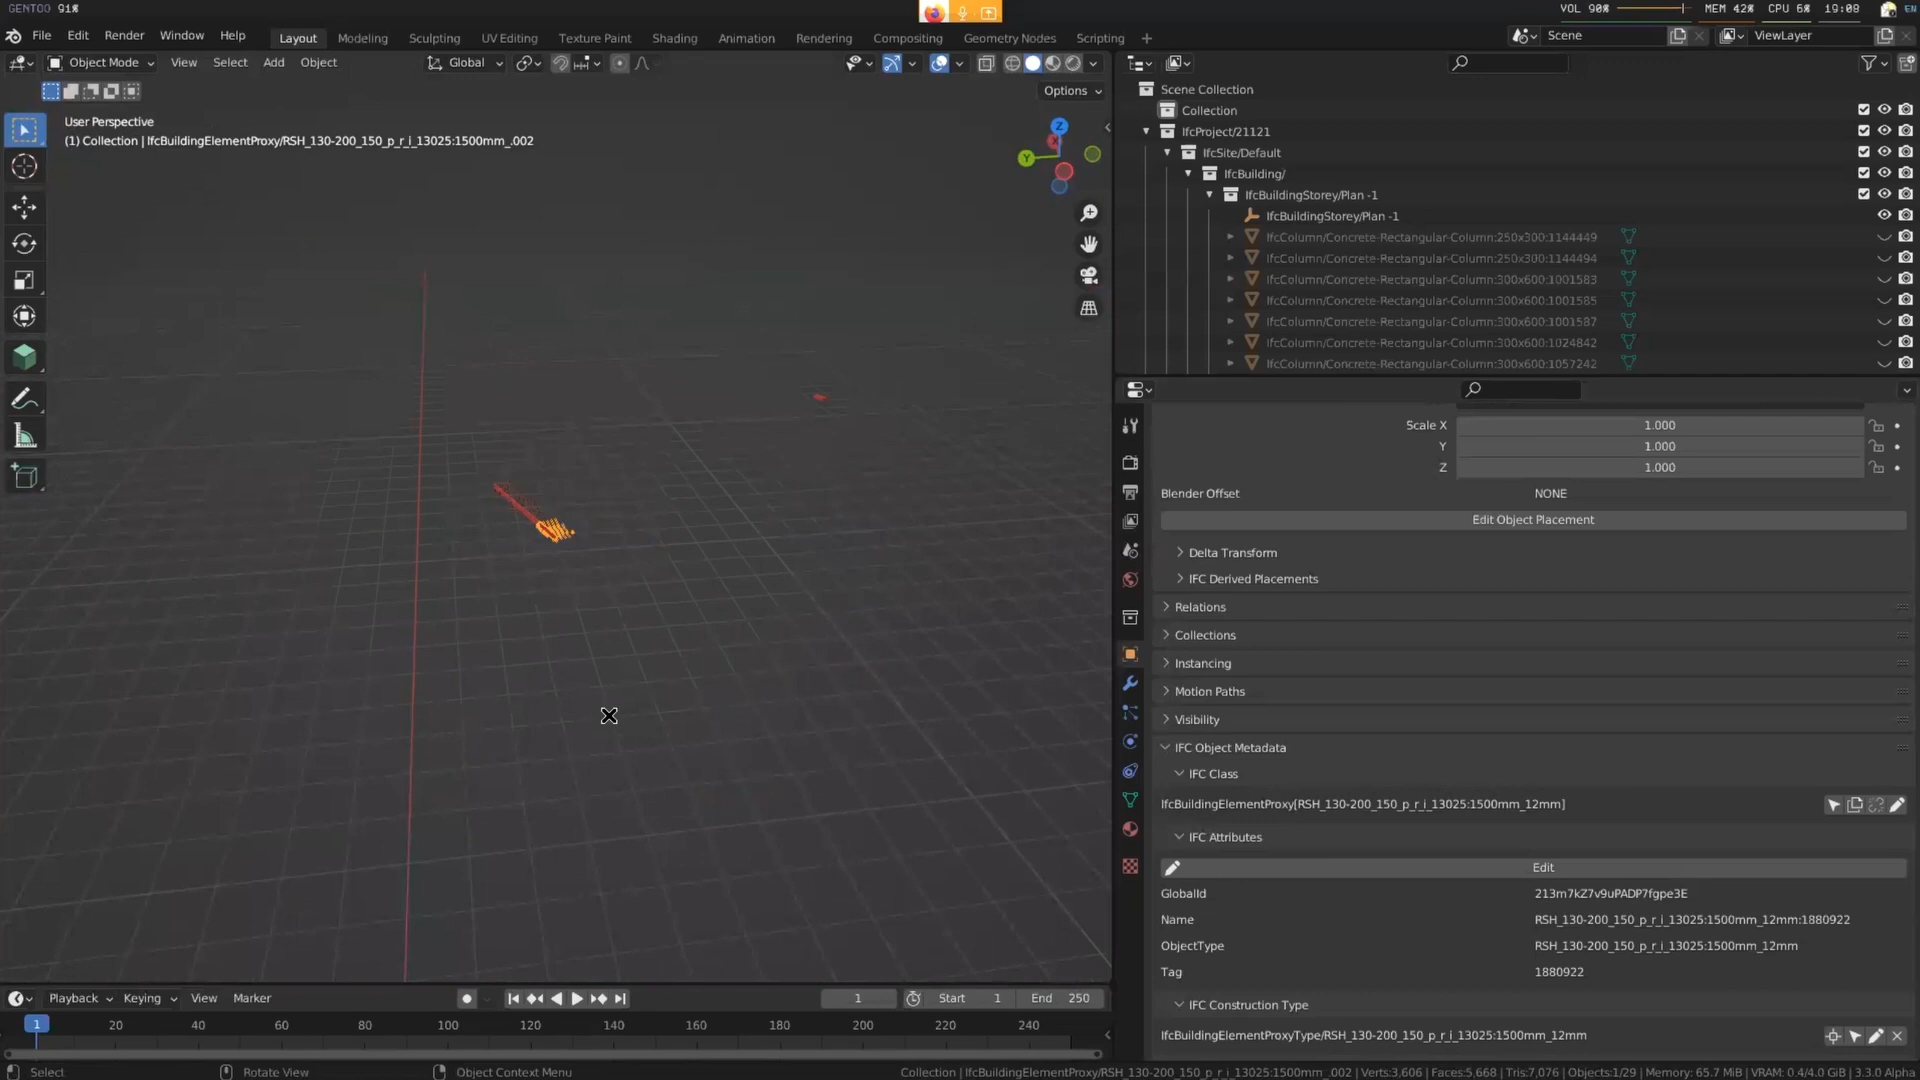 GENTOO 91%
VOL 90%
MEM 42%
CPU 6%
19:08
EN
File
Edit
Render
Window
Help
Layout
Modeling
Sculpting
UV Editing
Texture Paint
Shading
Animation
Rendering
Compositing
Geometry Nodes
Scripting
+
Scene
ViewLayer
Object Mode
View
Select
Add
Object
Global
Options
User Perspective
(1) Collection | IfcBuildingElementProxy/RSH_130-200_150_p_r_i_13025:1500mm_.002
Z
X
Y
Scene Collection
Collection
IfcProject/21121
IfcSite/Default
IfcBuilding/
IfcBuildingStorey/Plan -1
IfcBuildingStorey/Plan -1
IfcColumn/Concrete-Rectangular-Column:250x300:1144449
IfcColumn/Concrete-Rectangular-Column:250x300:1144494
IfcColumn/Concrete-Rectangular-Column:300x600:1001583
IfcColumn/Concrete-Rectangular-Column:300x600:1001585
IfcColumn/Concrete-Rectangular-Column:300x600:1001587
IfcColumn/Concrete-Rectangular-Column:300x600:1024842
IfcColumn/Concrete-Rectangular-Column:300x600:1057242
Scale X 1.000
Y 1.000
Z 1.000
Blender Offset NONE
Edit Object Placement
Delta Transform
IFC Derived Placements
Relations
Collections
Instancing
Motion Paths
Visibility
IFC Object Metadata
IFC Class
IfcBuildingElementProxy[RSH_130-200_150_p_r_i_13025:1500mm_12mm]
IFC Attributes
Edit
GlobalId 213m7kZ7v9uPADP7fgpe3E
Name RSH_130-200_150_p_r_i_13025:1500mm_12mm:1880922
ObjectType RSH_130-200_150_p_r_i_13025:1500mm_12mm
Tag 1880922
IFC Construction Type
IfcBuildingElementProxyType/RSH_130-200_150_p_r_i_13025:1500mm_12mm
Playback
Keying
View
Marker
1
Start 1
End 250
1 20 40 60 80 100 120 140 160 180 200 220 240
Select
Rotate View
Object Context Menu
Collection | IfcBuildingElementProxy/RSH_130-200_150_p_r_i_13025:1500mm_.002 | Verts:3,606 | Faces:5,668 | Tris:7,076 | Objects:1/29 | Memory: 65.7 MiB | VRAM: 0.4/4.0 GiB | 3.3.0 Alpha